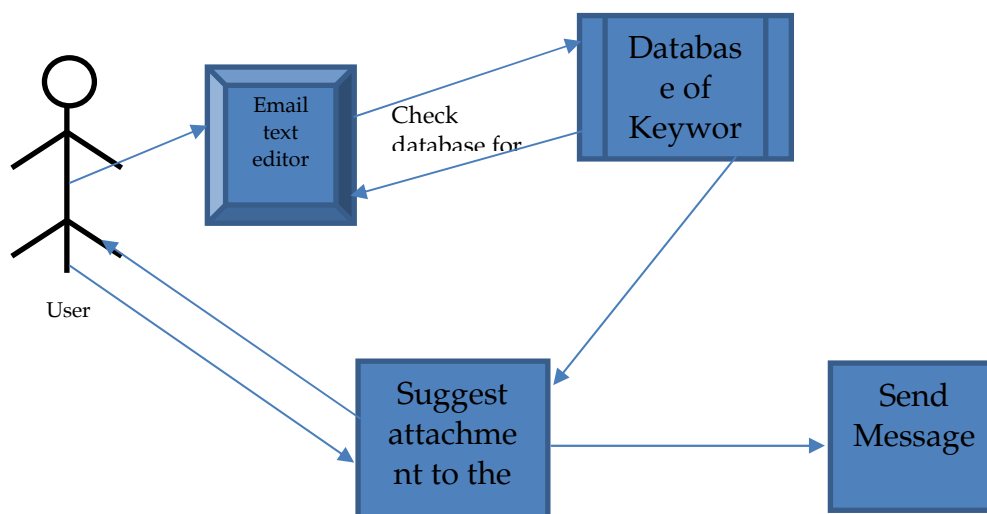 Email
text
editor
Check
database for
Databas
e of
Keywor
User
Suggest
attachme
nt to the
Send
Message